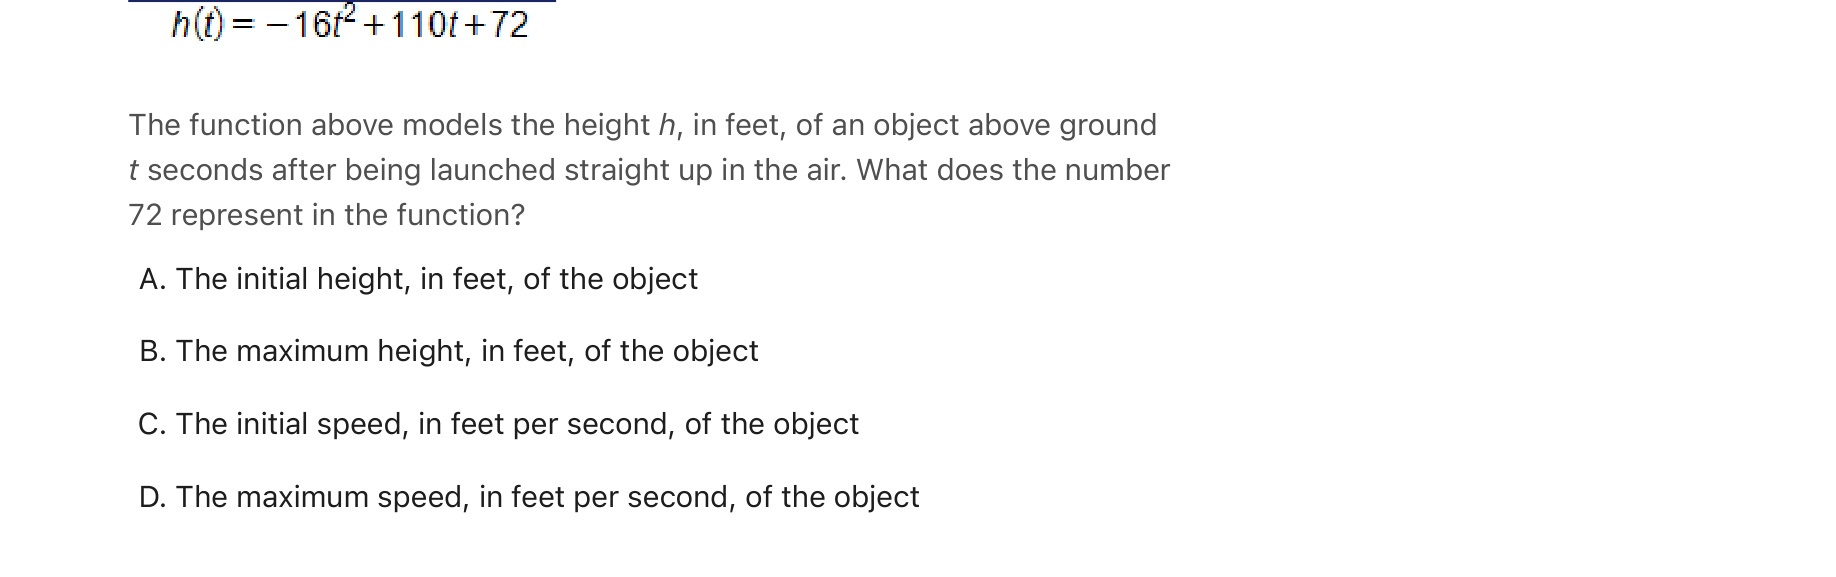 h(t) = −16t² + 110t + 72
The function above models the height h, in feet, of an object above ground
t seconds after being launched straight up in the air. What does the number
72 represent in the function?
A. The initial height, in feet, of the object
B. The maximum height, in feet, of the object
C. The initial speed, in feet per second, of the object
D. The maximum speed, in feet per second, of the object